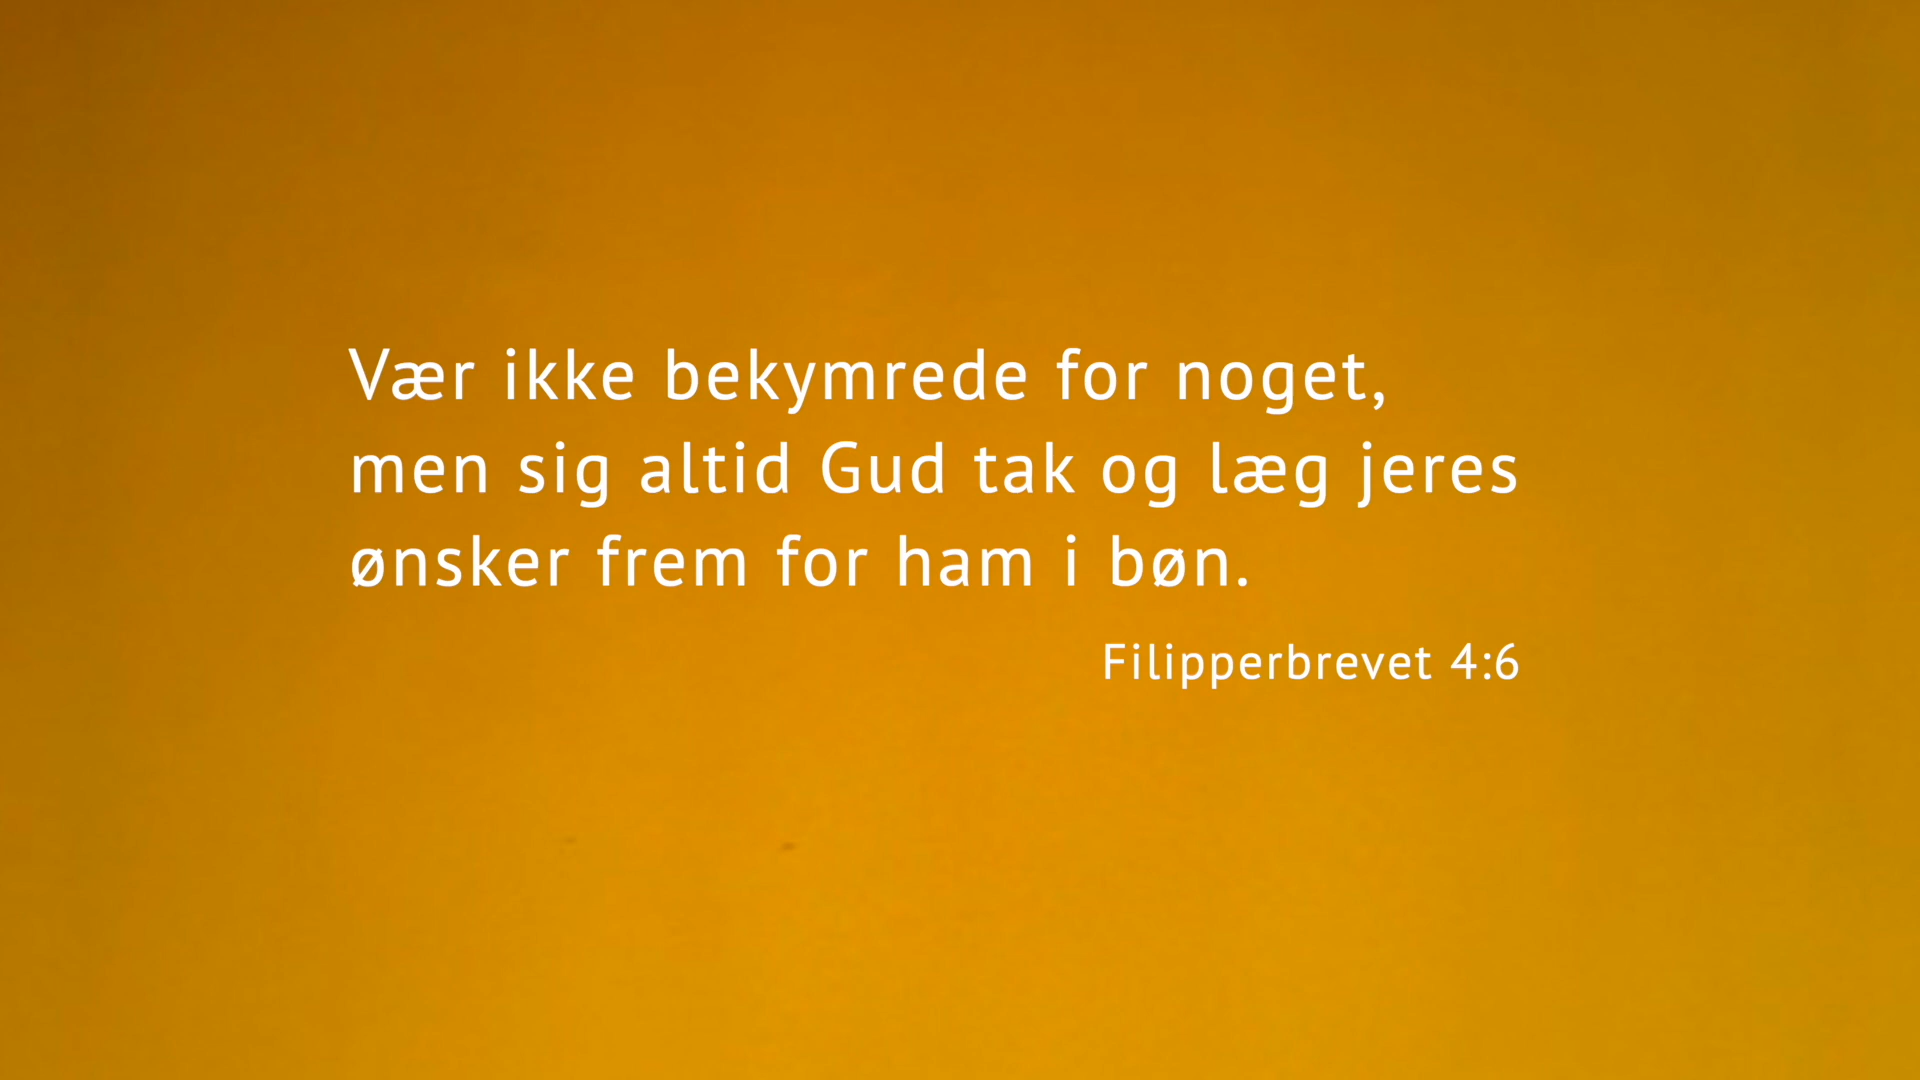 Vær ikke bekymrede for noget,
men sig altid Gud tak og læg jeres
ønsker frem for ham i bøn.
Filipperbrevet 4:6